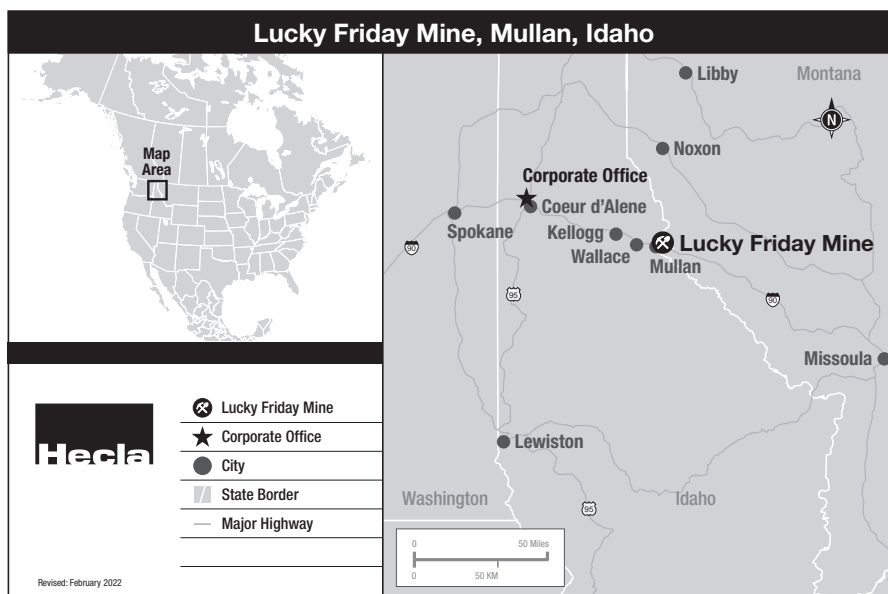 Lucky Friday Mine, Mullan, Idaho
Map
Area
Libby
Montana
N
Noxon
Corporate Office
Coeur d'Alene
Spokane
Kellogg
Lucky Friday Mine
Wallace
Mullan
90
95
90
Missoula
Lewiston
Washington
Idaho
95
0
50 Miles
0
50 KM
Hecla
Lucky Friday Mine
Corporate Office
City
State Border
Major Highway
Revised: February 2022